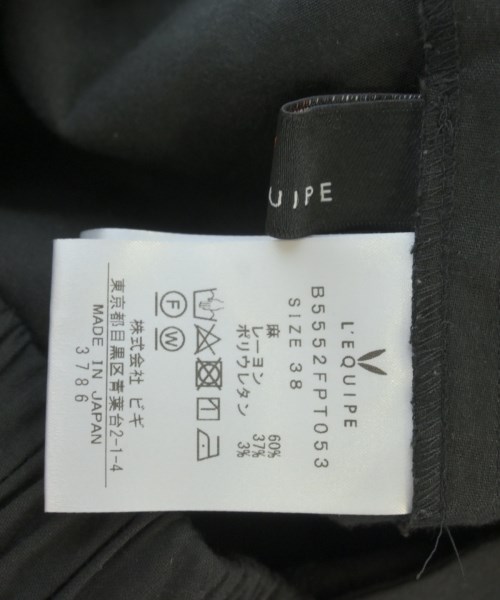 UIPE
L'EQUIPE
B5552FPT053
SIZE 38
麻 60%
レーヨン 37%
ポリウレタン 3%
F W
株式会社 ビギ
東京都目黒区青葉台2-1-4
MADE IN JAPAN
3786